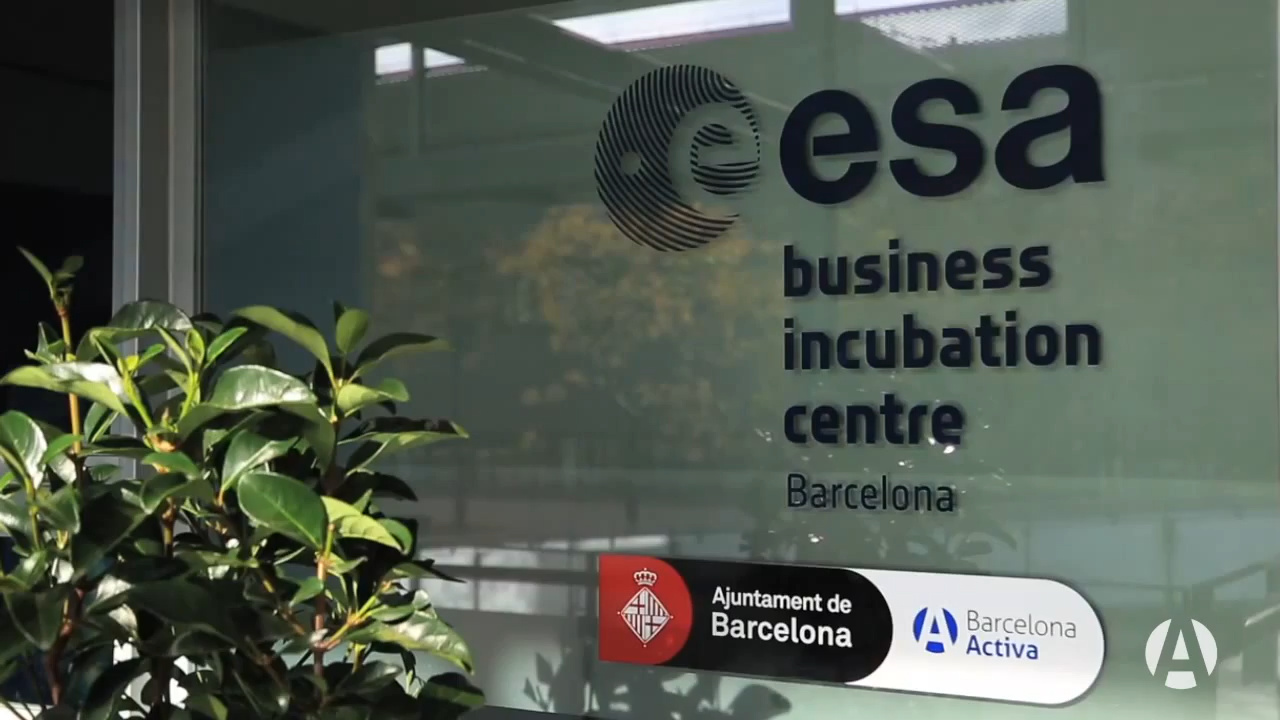 esa
business
incubation
centre
Barcelona
Ajuntament de
Barcelona
Barcelona
Activa